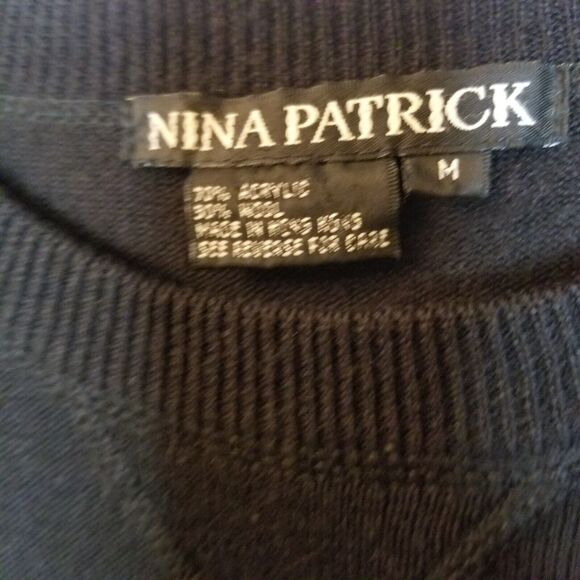 NINA PATRICK
M
70% ACRYLIC
30% WOOL
MADE IN HONG KONG
SEE REVERSE FOR CARE